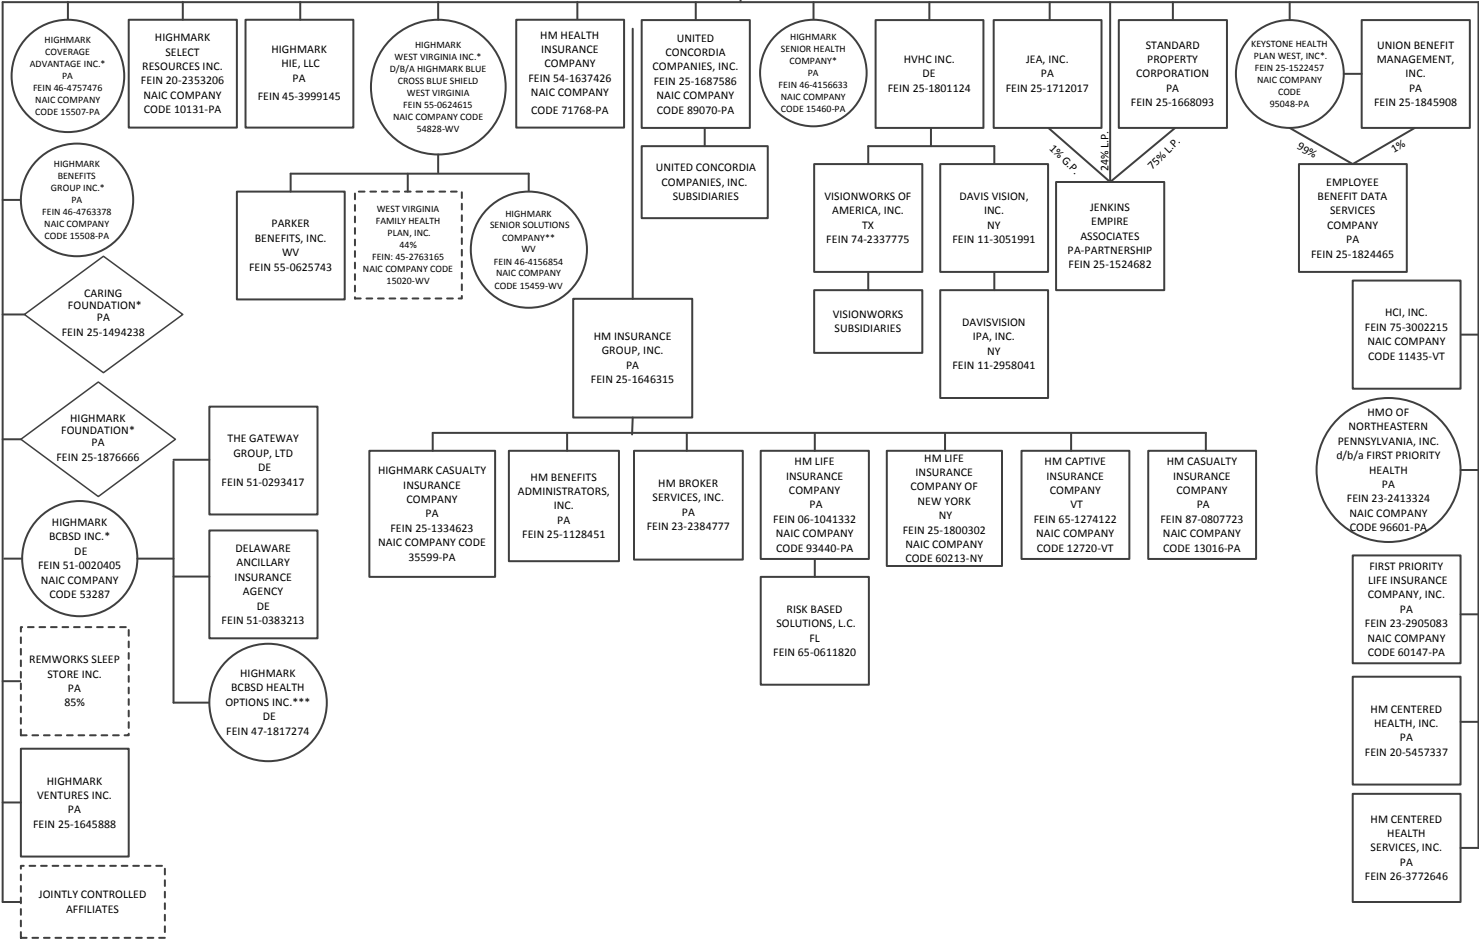 HIGHMARK
COVERAGE
ADVANTAGE INC.*
PA
FEIN 46-4757476
NAIC COMPANY
CODE 15507-PA
HIGHMARK
SELECT
RESOURCES INC.
FEIN 20-2353206
NAIC COMPANY
CODE 10131-PA
HIGHMARK
HIE, LLC
PA
FEIN 45-3999145
HIGHMARK
WEST VIRGINIA INC.*
D/B/A HIGHMARK BLUE
CROSS BLUE SHIELD
WEST VIRGINIA
FEIN 55-0624615
NAIC COMPANY CODE
54828-WV
HM HEALTH
INSURANCE
COMPANY
FEIN 54-1637426
NAIC COMPANY
CODE 71768-PA
UNITED
CONCORDIA
COMPANIES, INC.
FEIN 25-1687586
NAIC COMPANY
CODE 89070-PA
HIGHMARK
SENIOR HEALTH
COMPANY*
PA
FEIN 46-4156633
NAIC COMPANY
CODE 15460-PA
HVHC INC.
DE
FEIN 25-1801124
JEA, INC.
PA
FEIN 25-1712017
STANDARD
PROPERTY
CORPORATION
PA
FEIN 25-1668093
KEYSTONE HEALTH
PLAN WEST, INC*.
FEIN 25-1522457
NAIC COMPANY
CODE
95048-PA
UNION BENEFIT
MANAGEMENT,
INC.
PA
FEIN 25-1845908
1% G.P.
24% L.P.
75% L.P.
99%
1%
HIGHMARK
BENEFITS
GROUP INC.*
PA
FEIN 46-4763378
NAIC COMPANY
CODE 15508-PA
PARKER
BENEFITS, INC.
WV
FEIN 55-0625743
WEST VIRGINIA
FAMILY HEALTH
PLAN, INC.
44%
FEIN: 45-2763165
NAIC COMPANY CODE
15020-WV
HIGHMARK
SENIOR SOLUTIONS
COMPANY**
WV
FEIN 46-4156854
NAIC COMPANY
CODE 15459-WV
UNITED CONCORDIA
COMPANIES, INC.
SUBSIDIARIES
VISIONWORKS OF
AMERICA, INC.
TX
FEIN 74-2337775
DAVIS VISION,
INC.
NY
FEIN 11-3051991
JENKINS
EMPIRE
ASSOCIATES
PA-PARTNERSHIP
FEIN 25-1524682
EMPLOYEE
BENEFIT DATA
SERVICES
COMPANY
PA
FEIN 25-1824465
CARING
FOUNDATION*
PA
FEIN 25-1494238
HM INSURANCE
GROUP, INC.
PA
FEIN 25-1646315
VISIONWORKS
SUBSIDIARIES
DAVISVISION
IPA, INC.
NY
FEIN 11-2958041
HCI, INC.
FEIN 75-3002215
NAIC COMPANY
CODE 11435-VT
HIGHMARK
FOUNDATION*
PA
FEIN 25-1876666
THE GATEWAY
GROUP, LTD
DE
FEIN 51-0293417
HIGHMARK CASUALTY
INSURANCE
COMPANY
PA
FEIN 25-1334623
NAIC COMPANY CODE
35599-PA
HM BENEFITS
ADMINISTRATORS,
INC.
PA
FEIN 25-1128451
HM BROKER
SERVICES, INC.
PA
FEIN 23-2384777
HM LIFE
INSURANCE
COMPANY
PA
FEIN 06-1041332
NAIC COMPANY
CODE 93440-PA
HM LIFE
INSURANCE
COMPANY OF
NEW YORK
NY
FEIN 25-1800302
NAIC COMPANY
CODE 60213-NY
HM CAPTIVE
INSURANCE
COMPANY
VT
FEIN 65-1274122
NAIC COMPANY
CODE 12720-VT
HM CASUALTY
INSURANCE
COMPANY
PA
FEIN 87-0807723
NAIC COMPANY
CODE 13016-PA
HMO OF
NORTHEASTERN
PENNSYLVANIA, INC.
d/b/a FIRST PRIORITY
HEALTH
PA
FEIN 23-2413324
NAIC COMPANY
CODE 96601-PA
HIGHMARK
BCBSD INC.*
DE
FEIN 51-0020405
NAIC COMPANY
CODE 53287
DELAWARE
ANCILLARY
INSURANCE
AGENCY
DE
FEIN 51-0383213
RISK BASED
SOLUTIONS, L.C.
FL
FEIN 65-0611820
FIRST PRIORITY
LIFE INSURANCE
COMPANY, INC.
PA
FEIN 23-2905083
NAIC COMPANY
CODE 60147-PA
REMWORKS SLEEP
STORE INC.
PA
85%
HIGHMARK
BCBSD HEALTH
OPTIONS INC.***
DE
FEIN 47-1817274
HM CENTERED
HEALTH, INC.
PA
FEIN 20-5457337
HIGHMARK
VENTURES INC.
PA
FEIN 25-1645888
HM CENTERED
HEALTH
SERVICES, INC.
PA
FEIN 26-3772646
JOINTLY CONTROLLED
AFFILIATES